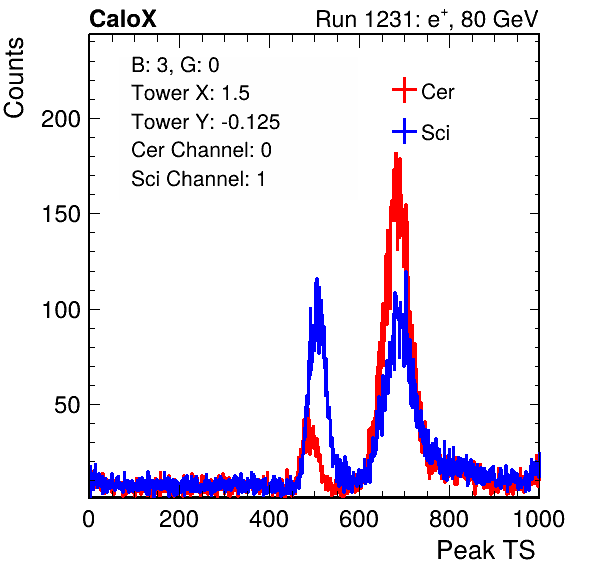 CaloX Run 1231: e⁺, 80 GeV
B: 3, G: 0
Tower X: 1.5
Tower Y: -0.125
Cer Channel: 0
Sci Channel: 1
Cer
Sci
Counts
200
150
100
50
0 200 400 600 800 1000
Peak TS